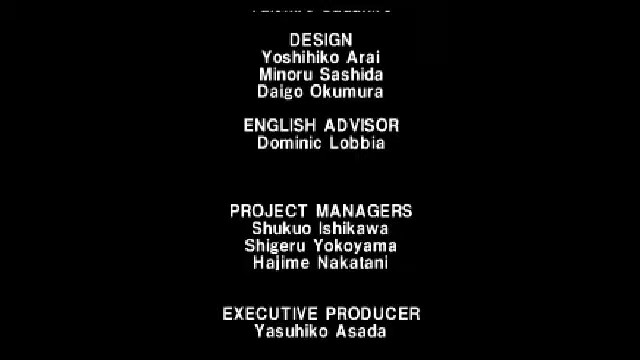 DESIGN
Yoshihiko Arai
Minoru Sashida
Daigo Okumura
ENGLISH ADVISOR
Dominic Lobbia
PROJECT MANAGERS
Shukuo Ishikawa
Shigeru Yokoyama
Hajime Nakatani
EXECUTIVE PRODUCER
Yasuhiko Asada